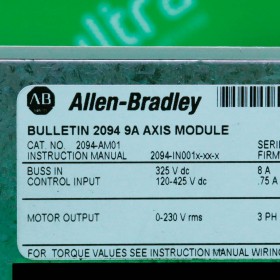 AB Allen-Bradley
BULLETIN 2094 9A AXIS MODULE
CAT. NO. 2094-AM01 SERI
INSTRUCTION MANUAL 2094-IN001x-xx-x FIRM
BUSS IN 325 V dc 8 A
CONTROL INPUT 120-425 V dc .75 A
MOTOR OUTPUT 0-230 V rms 3 PH
FOR TORQUE VALUES SEE INSTRUCTION MANUAL WIRING